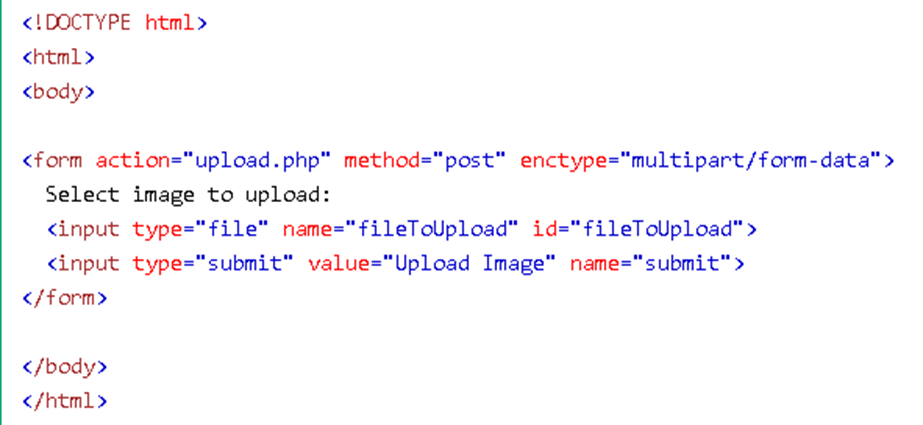 <!DOCTYPE html>
<html>
<body>
<form action="upload.php" method="post" enctype="multipart/form-data">
Select image to upload:
<input type="file" name="fileToUpload" id="fileToUpload">
<input type="submit" value="Upload Image" name="submit">
</form>
</body>
</html>